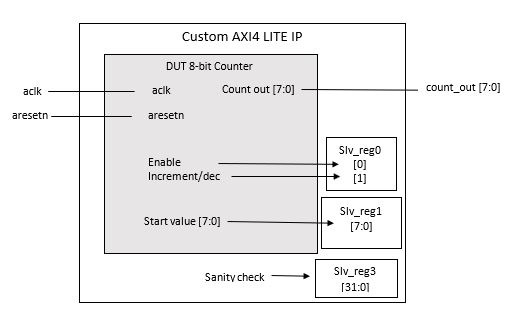 Custom AXI4 LITE IP
DUT 8-bit Counter
aclk
aclk
Count out [7:0]
count_out [7:0]
aresetn
aresetn
Slv_reg0
Enable
[0]
Increment/dec
[1]
Slv_reg1
Start value [7:0]
[7:0]
Slv_reg3
Sanity check
[31:0]